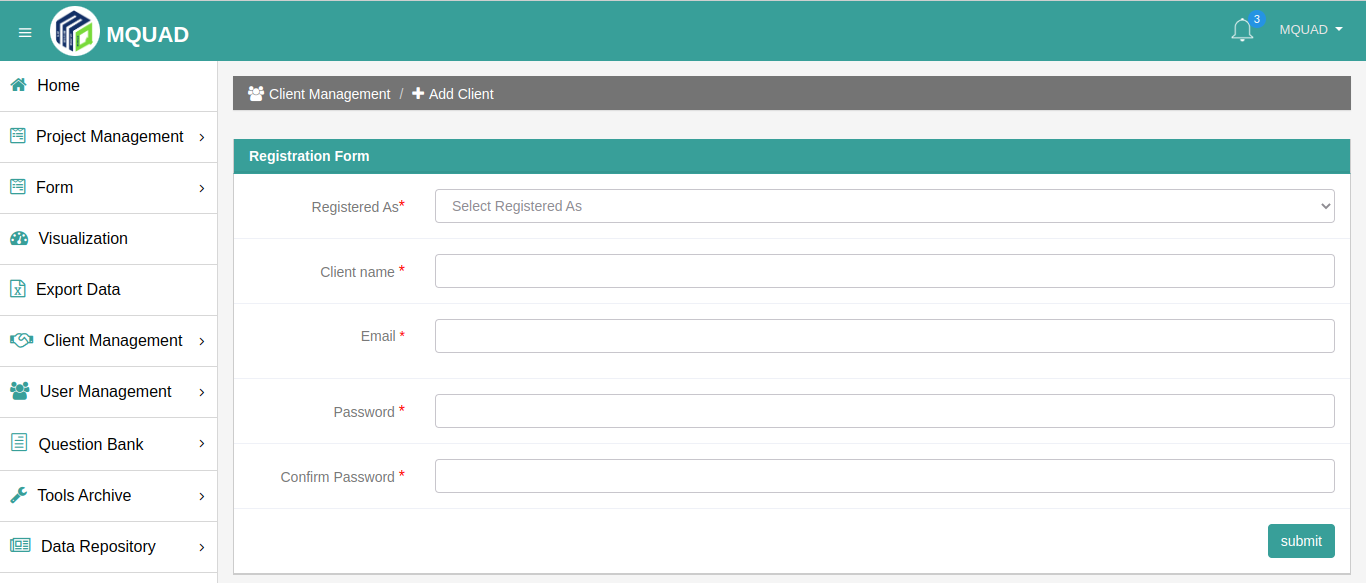 MQUAD
3
MQUAD
Home
Project Management
Form
Visualization
Export Data
Client Management
User Management
Question Bank
Tools Archive
Data Repository
Client Management / Add Client
Registration Form
Registered As*
Select Registered As
Client name *
Email *
Password *
Confirm Password *
submit